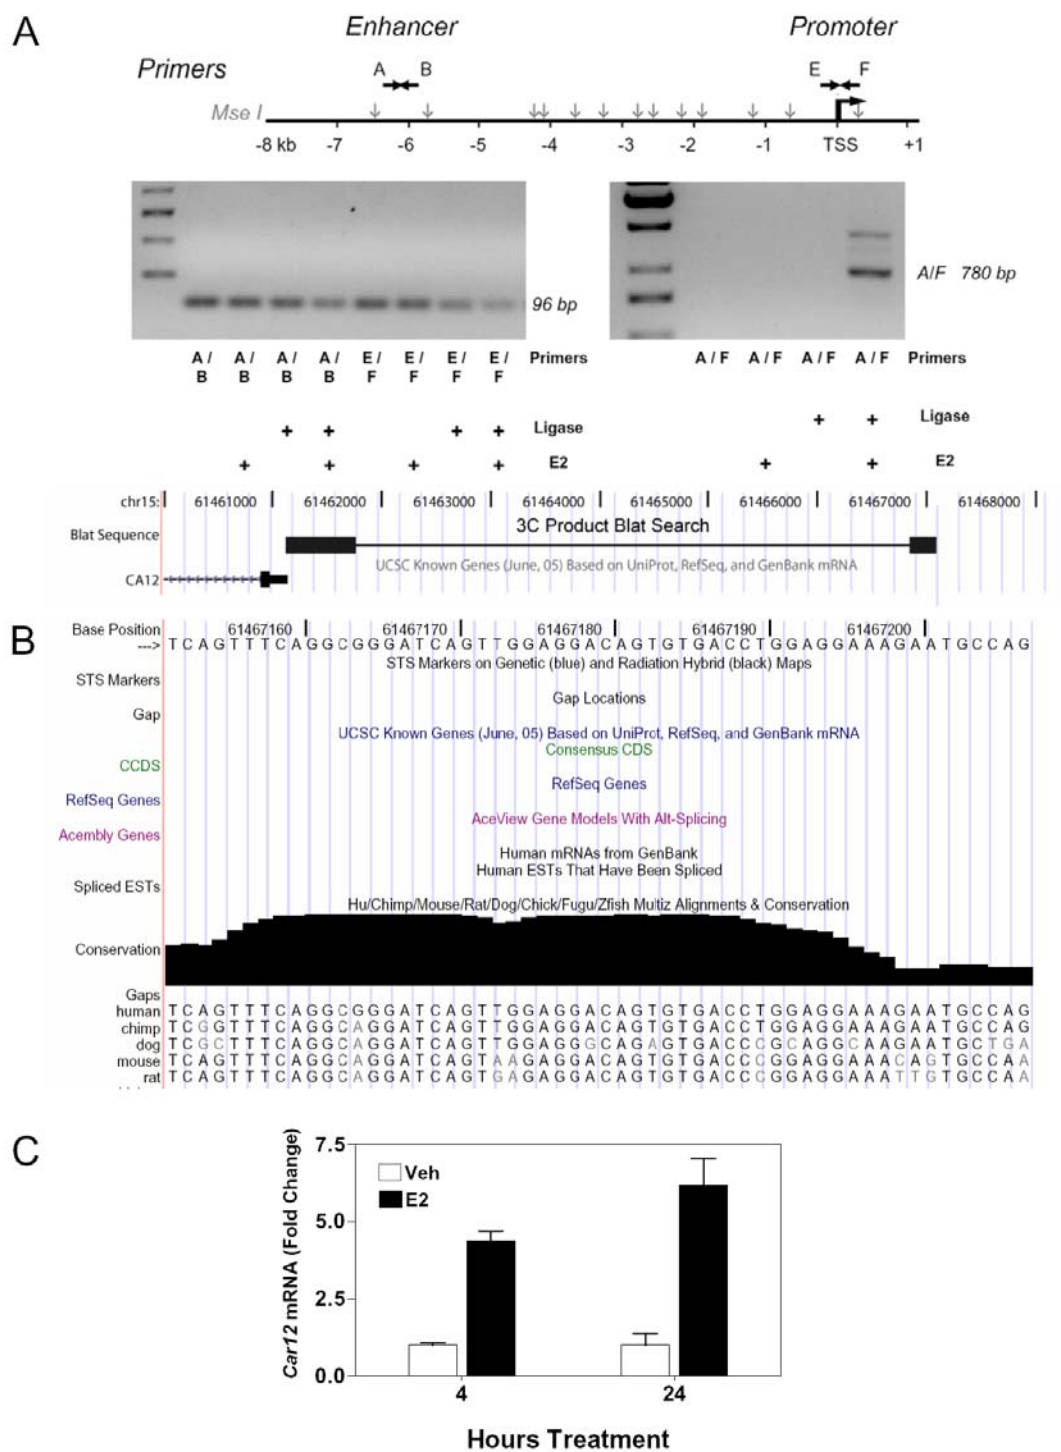 A
Enhancer
Promoter
Primers
A B
E F
Mse I
-8 kb -7 -6 -5 -4 -3 -2 -1 TSS +1
96 bp
A/F 780 bp
A / A / A / A / E / E / E / E / Primers
B B B B F F F F
A / F A / F A / F A / F Primers
+ + + + Ligase
+ + Ligase
+ + + + E2
+ + E2
chr15: 61461000 61462000 61463000 61464000 61465000 61466000 61467000 61468000
3C Product Blat Search
Blat Sequence
UCSC Known Genes (June, 05) Based on UniProt, RefSeq, and GenBank mRNA
CA12
B
Base Position 61467160 61467170 61467180 61467190 61467200
---> T C A G T T T C A G G C G G G A T C A G T T G G A G G A C A G T G T G A C C T G G A G G A A A G A A T G C C A G
STS Markers on Genetic (blue) and Radiation Hybrid (black) Maps
STS Markers
Gap Locations
Gap
UCSC Known Genes (June, 05) Based on UniProt, RefSeq, and GenBank mRNA
Consensus CDS
CCDS
RefSeq Genes
RefSeq Genes
AceView Gene Models With Alt-Splicing
Acembly Genes
Human mRNAs from GenBank
Human ESTs That Have Been Spliced
Spliced ESTs
Hu/Chimp/Mouse/Rat/Dog/Chick/Fugu/Zfish Multiz Alignments & Conservation
Conservation
Gaps
human T C A G T T T C A G G C G G G A T C A G T T G G A G G A C A G T G T G A C C T G G A G G A A A G A A T G C C A G
chimp T C G G T T T C A G G C A G G A T C A G T T G G A G G A C A G T G T G A C C T G G A G G A A A G A A T G C C A G
dog T C G C T T T C A G G C A G G A T C A G T T G G A G G G C A G A G T G A C C C G C A G G C A A G A A T G C T G A
mouse T C A G T T T C A G G C A G G A T C A G T A A G A G G A C A G T G T G A C C C G G A G G A A A C A G T G C C A A
rat T C A G T T T C A G G C A G G A T C A G T G A G A G G A C A G T G T G A C C C G G A G G A A A T T G T G C C A A
C
Car12 mRNA (Fold Change)
7.5
5.0
2.5
0.0
Veh
E2
4 24
Hours Treatment